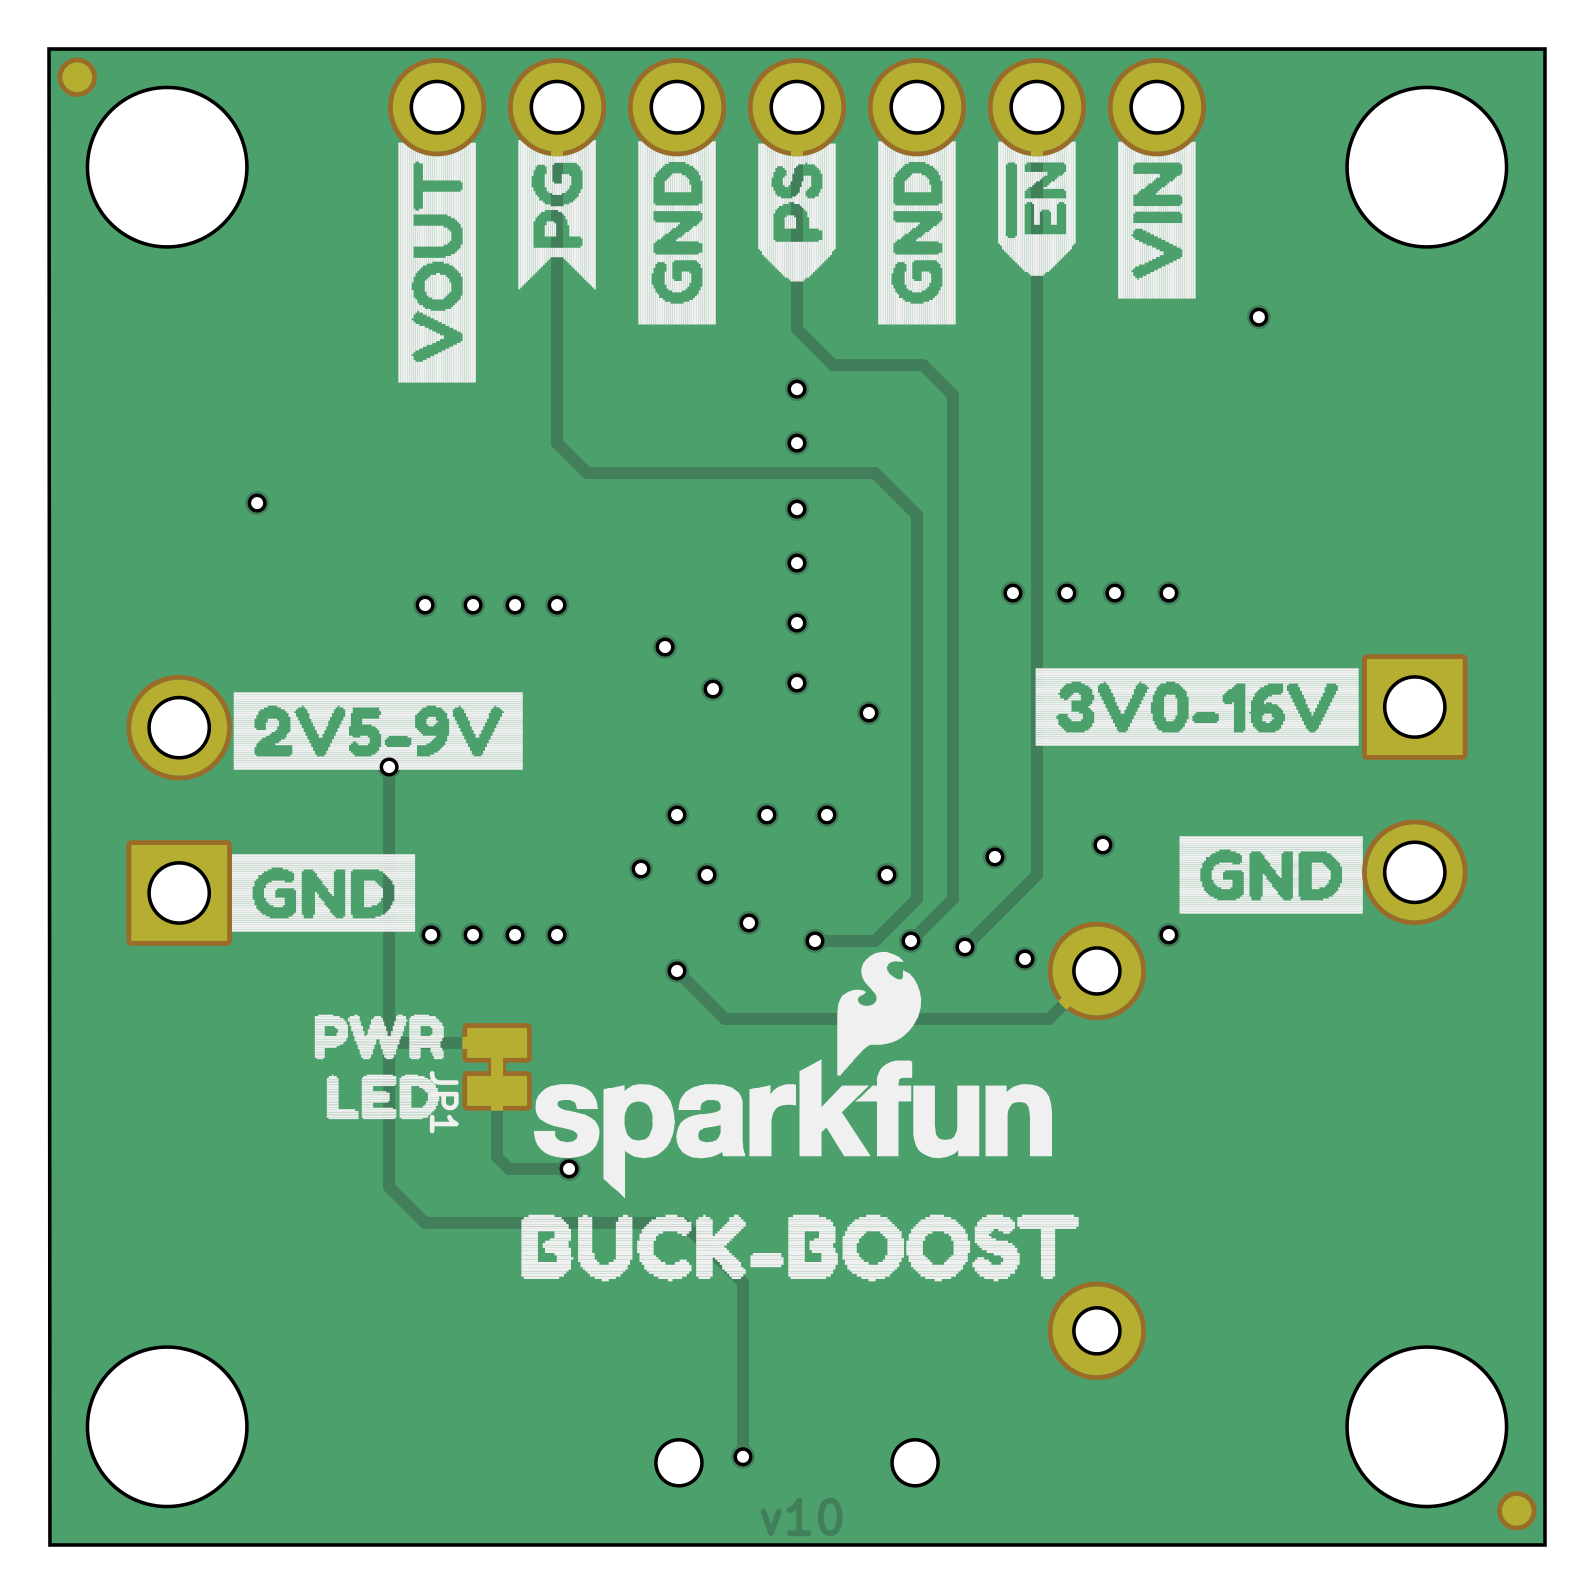 VOUT
PG
GND
PS
GND
EN
VIN
2V5-9V
3V0-16V
GND
GND
PWR
LED
JP1
sparkfun
BUCK-BOOST
v10